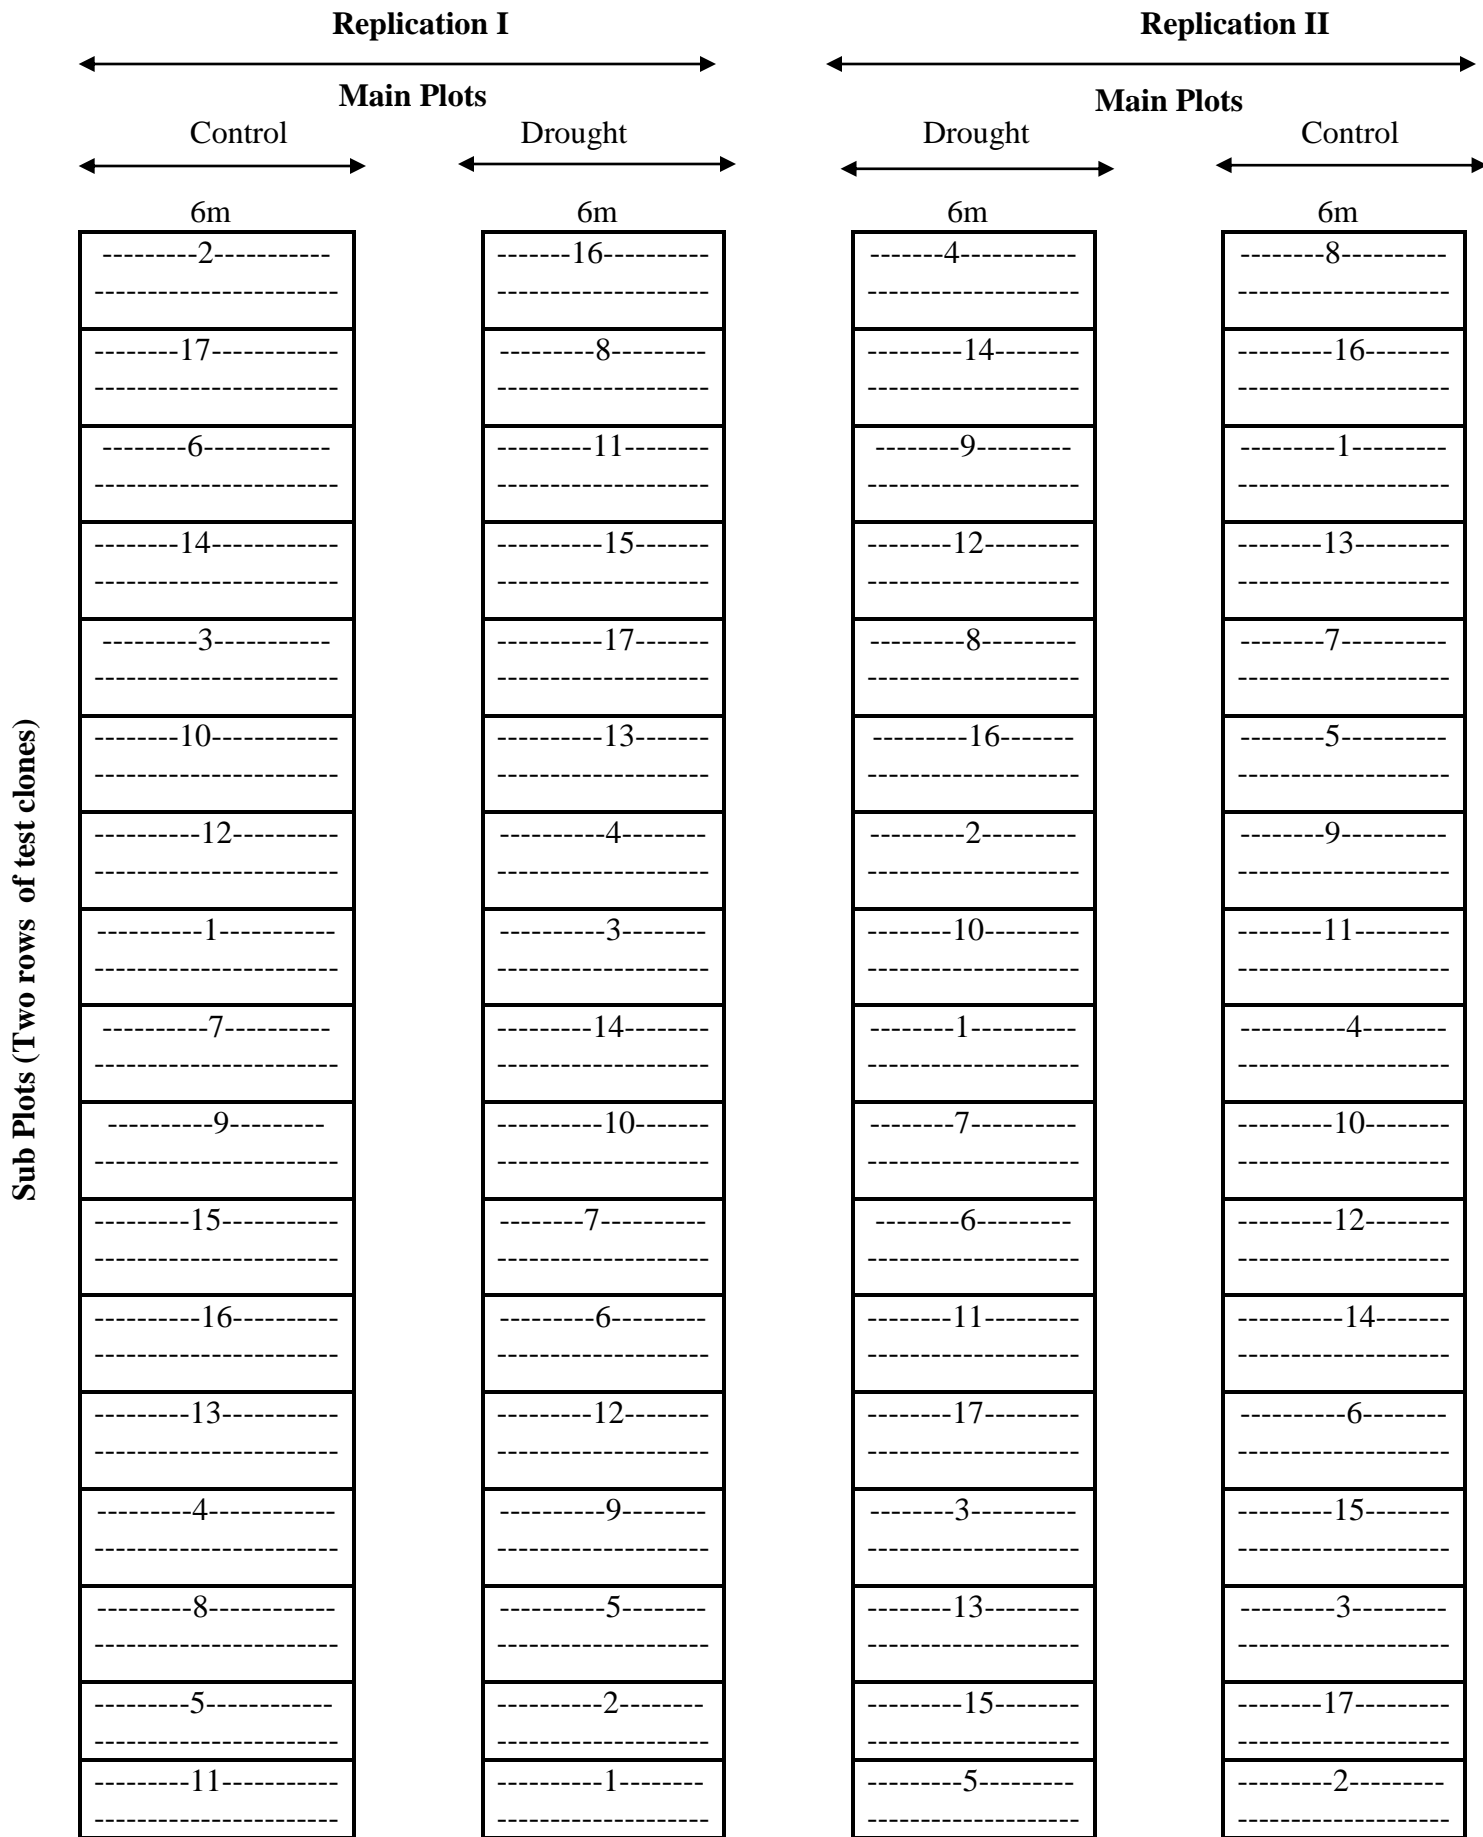 Replication I Replication II
Main Plots Main Plots
Control Drought Drought Control
6m 6m 6m 6m
Sub Plots (Two rows of test clones)
---------2----------- -------16---------- -------4----------- --------8----------
----------------------- -------------------- -------------------- --------------------
--------17------------ ---------8--------- ---------14-------- ---------16--------
----------------------- -------------------- -------------------- --------------------
--------6------------ ---------11-------- --------9--------- ---------1---------
----------------------- -------------------- -------------------- --------------------
--------14------------ ----------15------- --------12--------- --------13---------
----------------------- -------------------- -------------------- --------------------
---------3----------- ----------17------- ---------8--------- --------7----------
----------------------- -------------------- -------------------- --------------------
--------10------------ ----------13------- ---------16------- --------5----------
----------------------- -------------------- -------------------- --------------------
----------12---------- ----------4-------- ---------2--------- --------9----------
----------------------- -------------------- -------------------- --------------------
----------1----------- ----------3-------- --------10--------- --------11---------
----------------------- -------------------- -------------------- --------------------
----------7---------- ---------14-------- --------1---------- ----------4--------
----------------------- -------------------- -------------------- --------------------
----------9--------- ----------10------- --------7---------- ---------10--------
----------------------- -------------------- -------------------- --------------------
---------15----------- --------7---------- --------6--------- ---------12--------
----------------------- -------------------- -------------------- --------------------
----------16---------- ---------6--------- --------11--------- ----------14-------
----------------------- -------------------- -------------------- --------------------
---------13----------- ---------12-------- --------17--------- ----------6--------
----------------------- -------------------- -------------------- --------------------
---------4------------ ----------9-------- --------3---------- ---------15--------
----------------------- -------------------- -------------------- --------------------
---------8------------ ----------5-------- --------13--------- ---------3---------
----------------------- -------------------- -------------------- --------------------
---------5------------ ----------2-------- ---------15-------- --------17---------
----------------------- -------------------- -------------------- --------------------
---------11----------- ----------1-------- --------5--------- ---------2---------
----------------------- -------------------- -------------------- --------------------